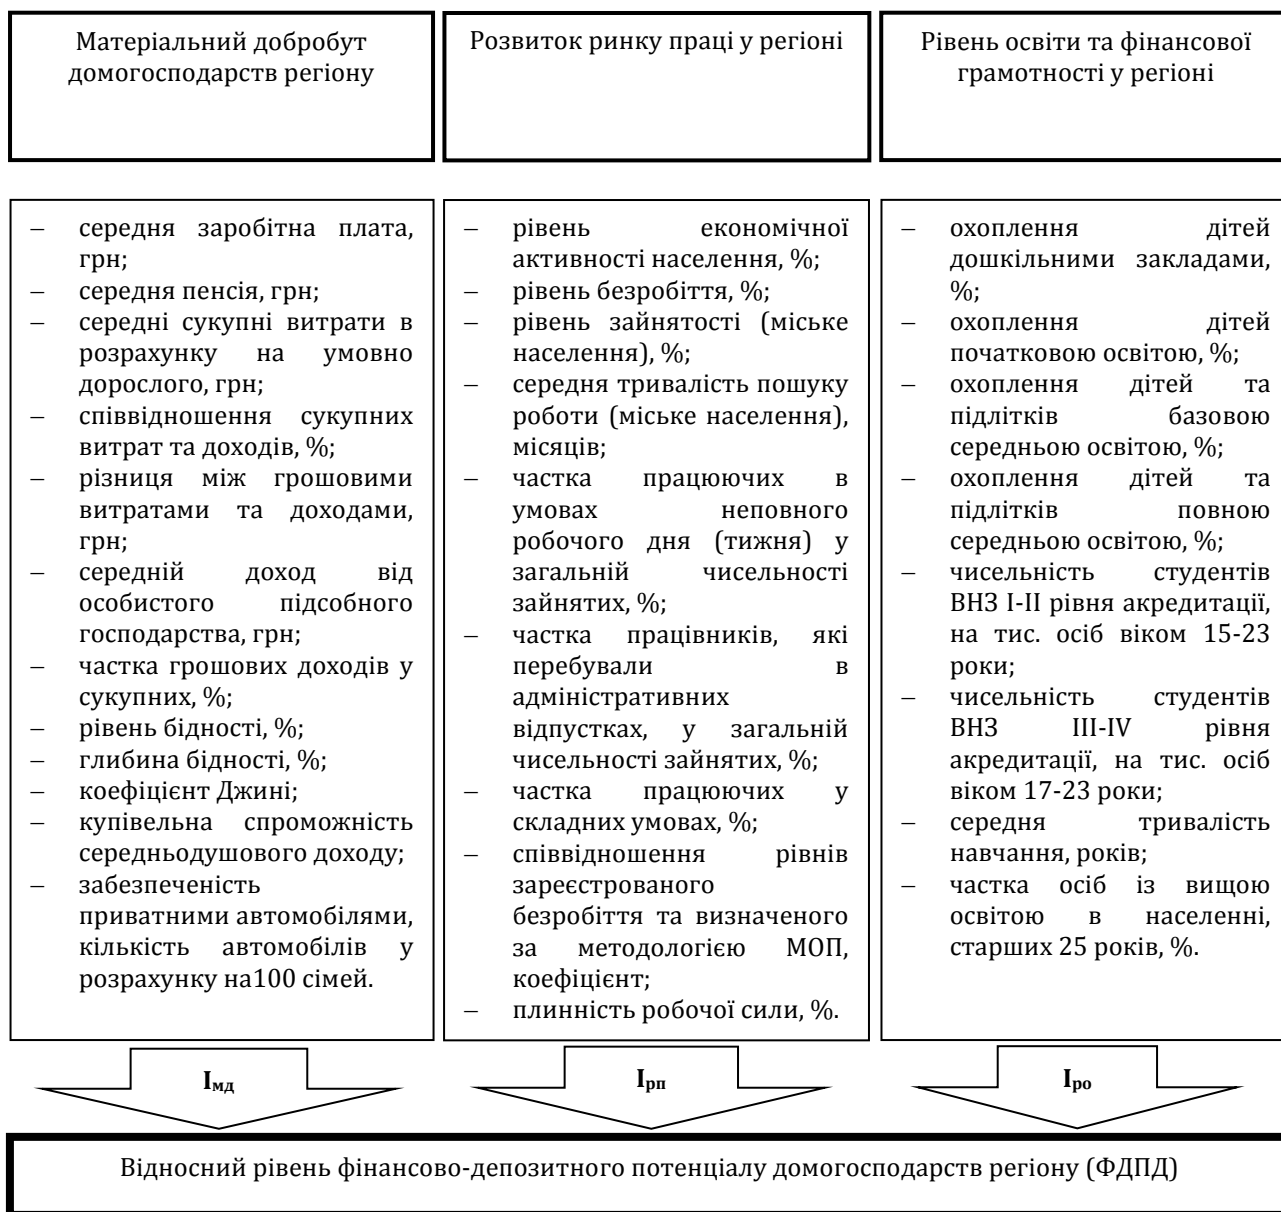 Матеріальний добробут
домогосподарств регіону
Розвиток ринку праці у регіоні
Рівень освіти та фінансової
грамотності у регіоні
– середня заробітна плата,
грн;
– середня пенсія, грн;
– середні сукупні витрати в
розрахунку на умовно
дорослого, грн;
– співвідношення сукупних
витрат та доходів, %;
– різниця між грошовими
витратами та доходами,
грн;
– середній доход від
особистого підсобного
господарства, грн;
– частка грошових доходів у
сукупних, %;
– рівень бідності, %;
– глибина бідності, %;
– коефіцієнт Джині;
– купівельна спроможність
середньодушового доходу;
– забезпеченість
приватними автомобілями,
кількість автомобілів у
розрахунку на100 сімей.
– рівень економічної
активності населення, %;
– рівень безробіття, %;
– рівень зайнятості (міське
населення), %;
– середня тривалість пошуку
роботи (міське населення),
місяців;
– частка працюючих в
умовах неповного
робочого дня (тижня) у
загальній чисельності
зайнятих, %;
– частка працівників, які
перебували в
адміністративних
відпустках, у загальній
чисельності зайнятих, %;
– частка працюючих у
складних умовах, %;
– співвідношення рівнів
зареєстрованого
безробіття та визначеного
за методологією МОП,
коефіцієнт;
– плинність робочої сили, %.
– охоплення дітей
дошкільними закладами,
%;
– охоплення дітей
початковою освітою, %;
– охоплення дітей та
підлітків базовою
середньою освітою, %;
– охоплення дітей та
підлітків повною
середньою освітою, %;
– чисельність студентів
ВНЗ І-ІІ рівня акредитації,
на тис. осіб віком 15-23
роки;
– чисельність студентів
ВНЗ ІІІ-IV рівня
акредитації, на тис. осіб
віком 17-23 роки;
– середня тривалість
навчання, років;
– частка осіб із вищою
освітою в населенні,
старших 25 років, %.
Iмд
Iрп
Iро
Відносний рівень фінансово-депозитного потенціалу домогосподарств регіону (ФДПД)